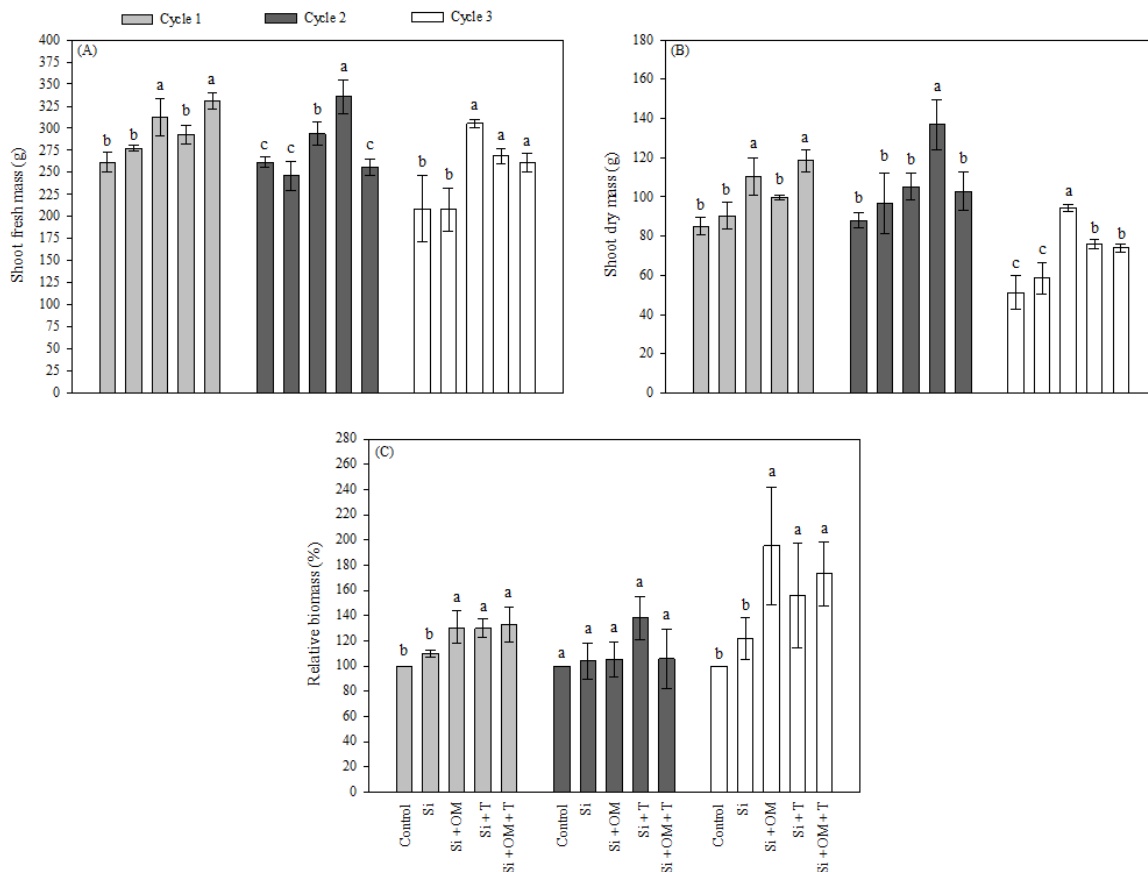 Cycle 1 Cycle 2 Cycle 3
(A)
Shoot fresh mass (g)
400
375
350
325
300
275
250
225
200
175
150
125
100
75
50
25
0
b b a b a
c c b a c
b b a a a
(B)
Shoot dry mass (g)
180
160
140
120
100
80
60
40
20
0
b b a b a
b b b a b
c c a b b
(C)
Relative biomass (%)
280
260
240
220
200
180
160
140
120
100
80
60
40
20
0
b b a a a
a a a a a
b b a a a
Control
Si
Si +OM
Si + T
Si +OM + T
Control
Si
Si +OM
Si + T
Si +OM + T
Control
Si
Si +OM
Si + T
Si +OM + T